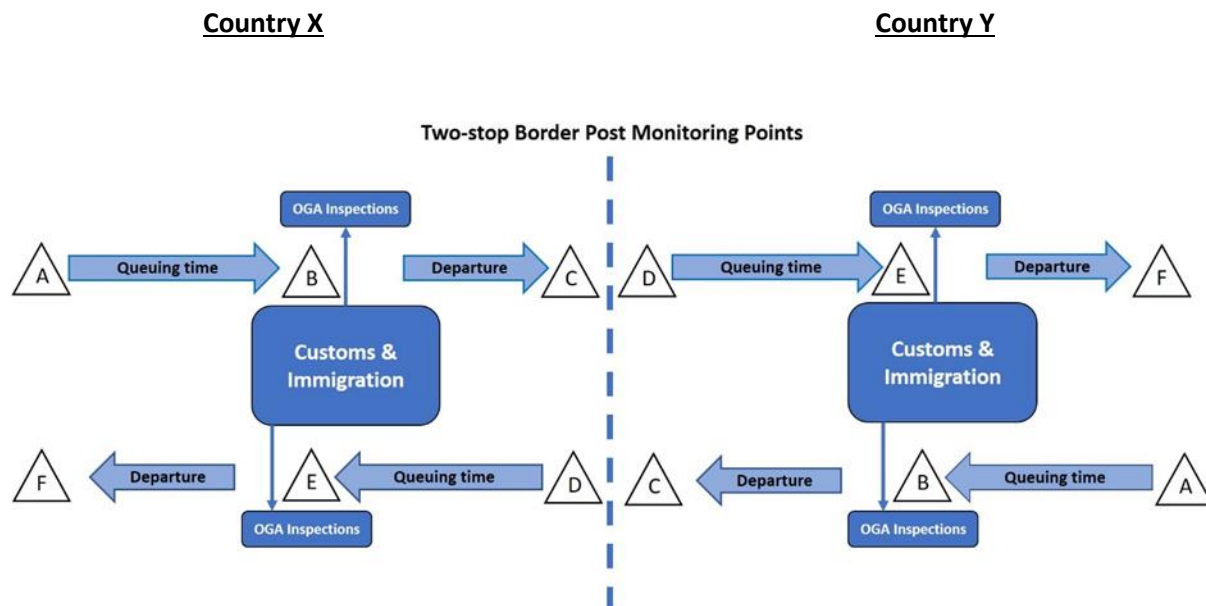 Country X
Country Y
Two-stop Border Post Monitoring Points
OGA Inspections
OGA Inspections
A
Queuing time
B
Departure
C
D
Queuing time
E
Departure
F
Customs &
Immigration
Customs &
Immigration
F
Departure
E
Queuing time
D
C
Departure
B
Queuing time
A
OGA Inspections
OGA Inspections